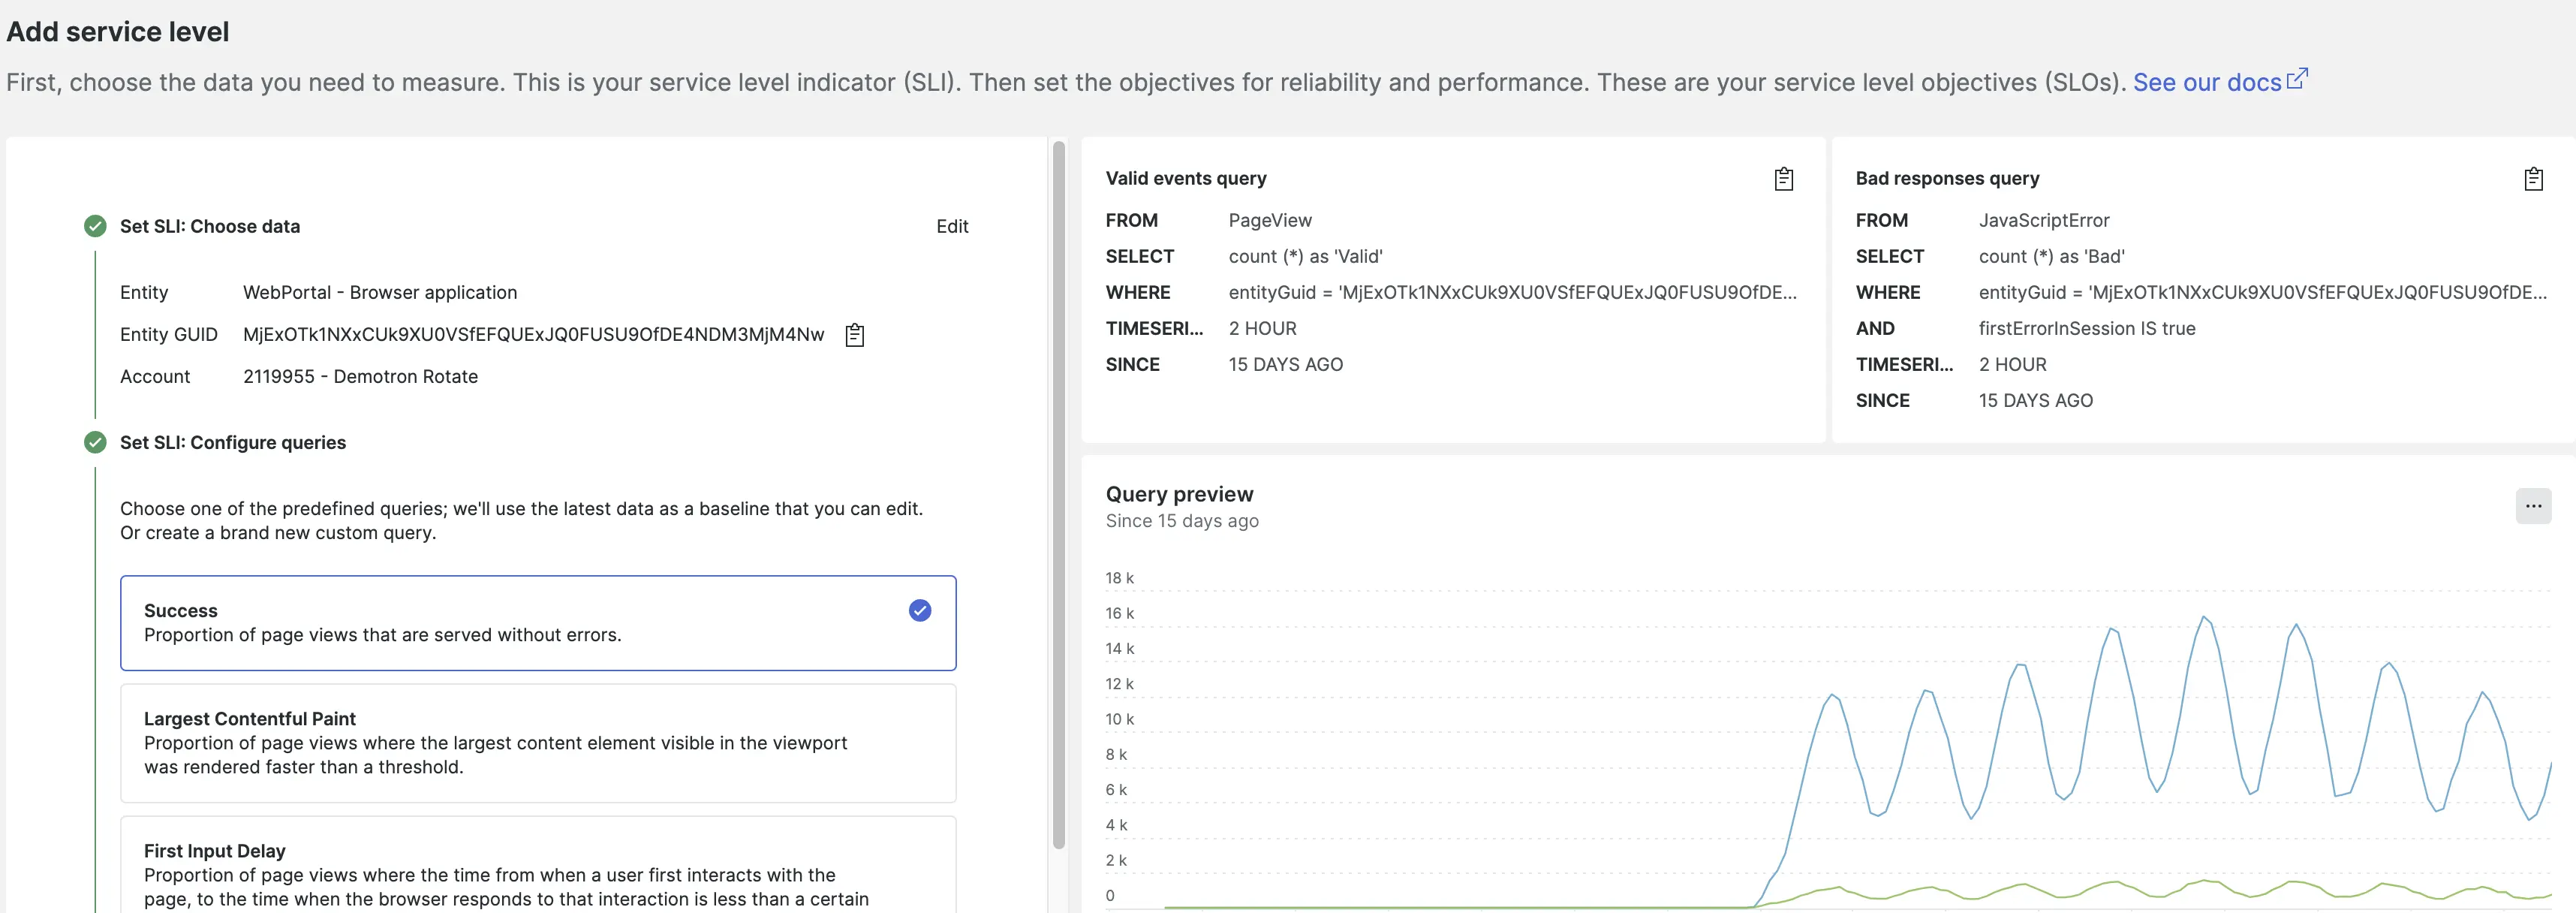 Add service level
First, choose the data you need to measure. This is your service level indicator (SLI). Then set the objectives for reliability and performance. These are your service level objectives (SLOs). See our docs
Set SLI: Choose data
Edit
Entity WebPortal - Browser application
Entity GUID MjExOTk1NXxCUk9XU0VSfEFQUExJQ0FUSU9OfDE4NDM3MjM4Nw
Account 2119955 - Demotron Rotate
Set SLI: Configure queries
Choose one of the predefined queries; we'll use the latest data as a baseline that you can edit.
Or create a brand new custom query.
Success
Proportion of page views that are served without errors.
Largest Contentful Paint
Proportion of page views where the largest content element visible in the viewport
was rendered faster than a threshold.
First Input Delay
Proportion of page views where the time from when a user first interacts with the
page, to the time when the browser responds to that interaction is less than a certain
Valid events query
FROM PageView
SELECT count (*) as 'Valid'
WHERE entityGuid = 'MjExOTk1NXxCUk9XU0VSfEFQUExJQ0FUSU9OfDE...
TIMESERI... 2 HOUR
SINCE 15 DAYS AGO
Bad responses query
FROM JavaScriptError
SELECT count (*) as 'Bad'
WHERE entityGuid = 'MjExOTk1NXxCUk9XU0VSfEFQUExJQ0FUSU9OfDE...
AND firstErrorInSession IS true
TIMESERI... 2 HOUR
SINCE 15 DAYS AGO
Query preview
Since 15 days ago
18 k
16 k
14 k
12 k
10 k
8 k
6 k
4 k
2 k
0